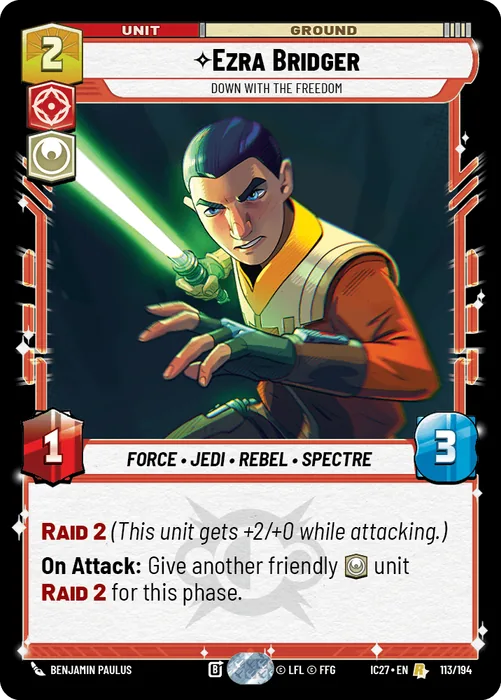 UNIT
GROUND
2
✧EZRA BRIDGER
DOWN WITH THE FREEDOM
1
3
FORCE • JEDI • REBEL • SPECTRE
RAID 2 (This unit gets +2/+0 while attacking.)
On Attack: Give another friendly unit
RAID 2 for this phase.
BENJAMIN PAULUS
B
© LFL © FFG
IC27 • EN
R
113/194